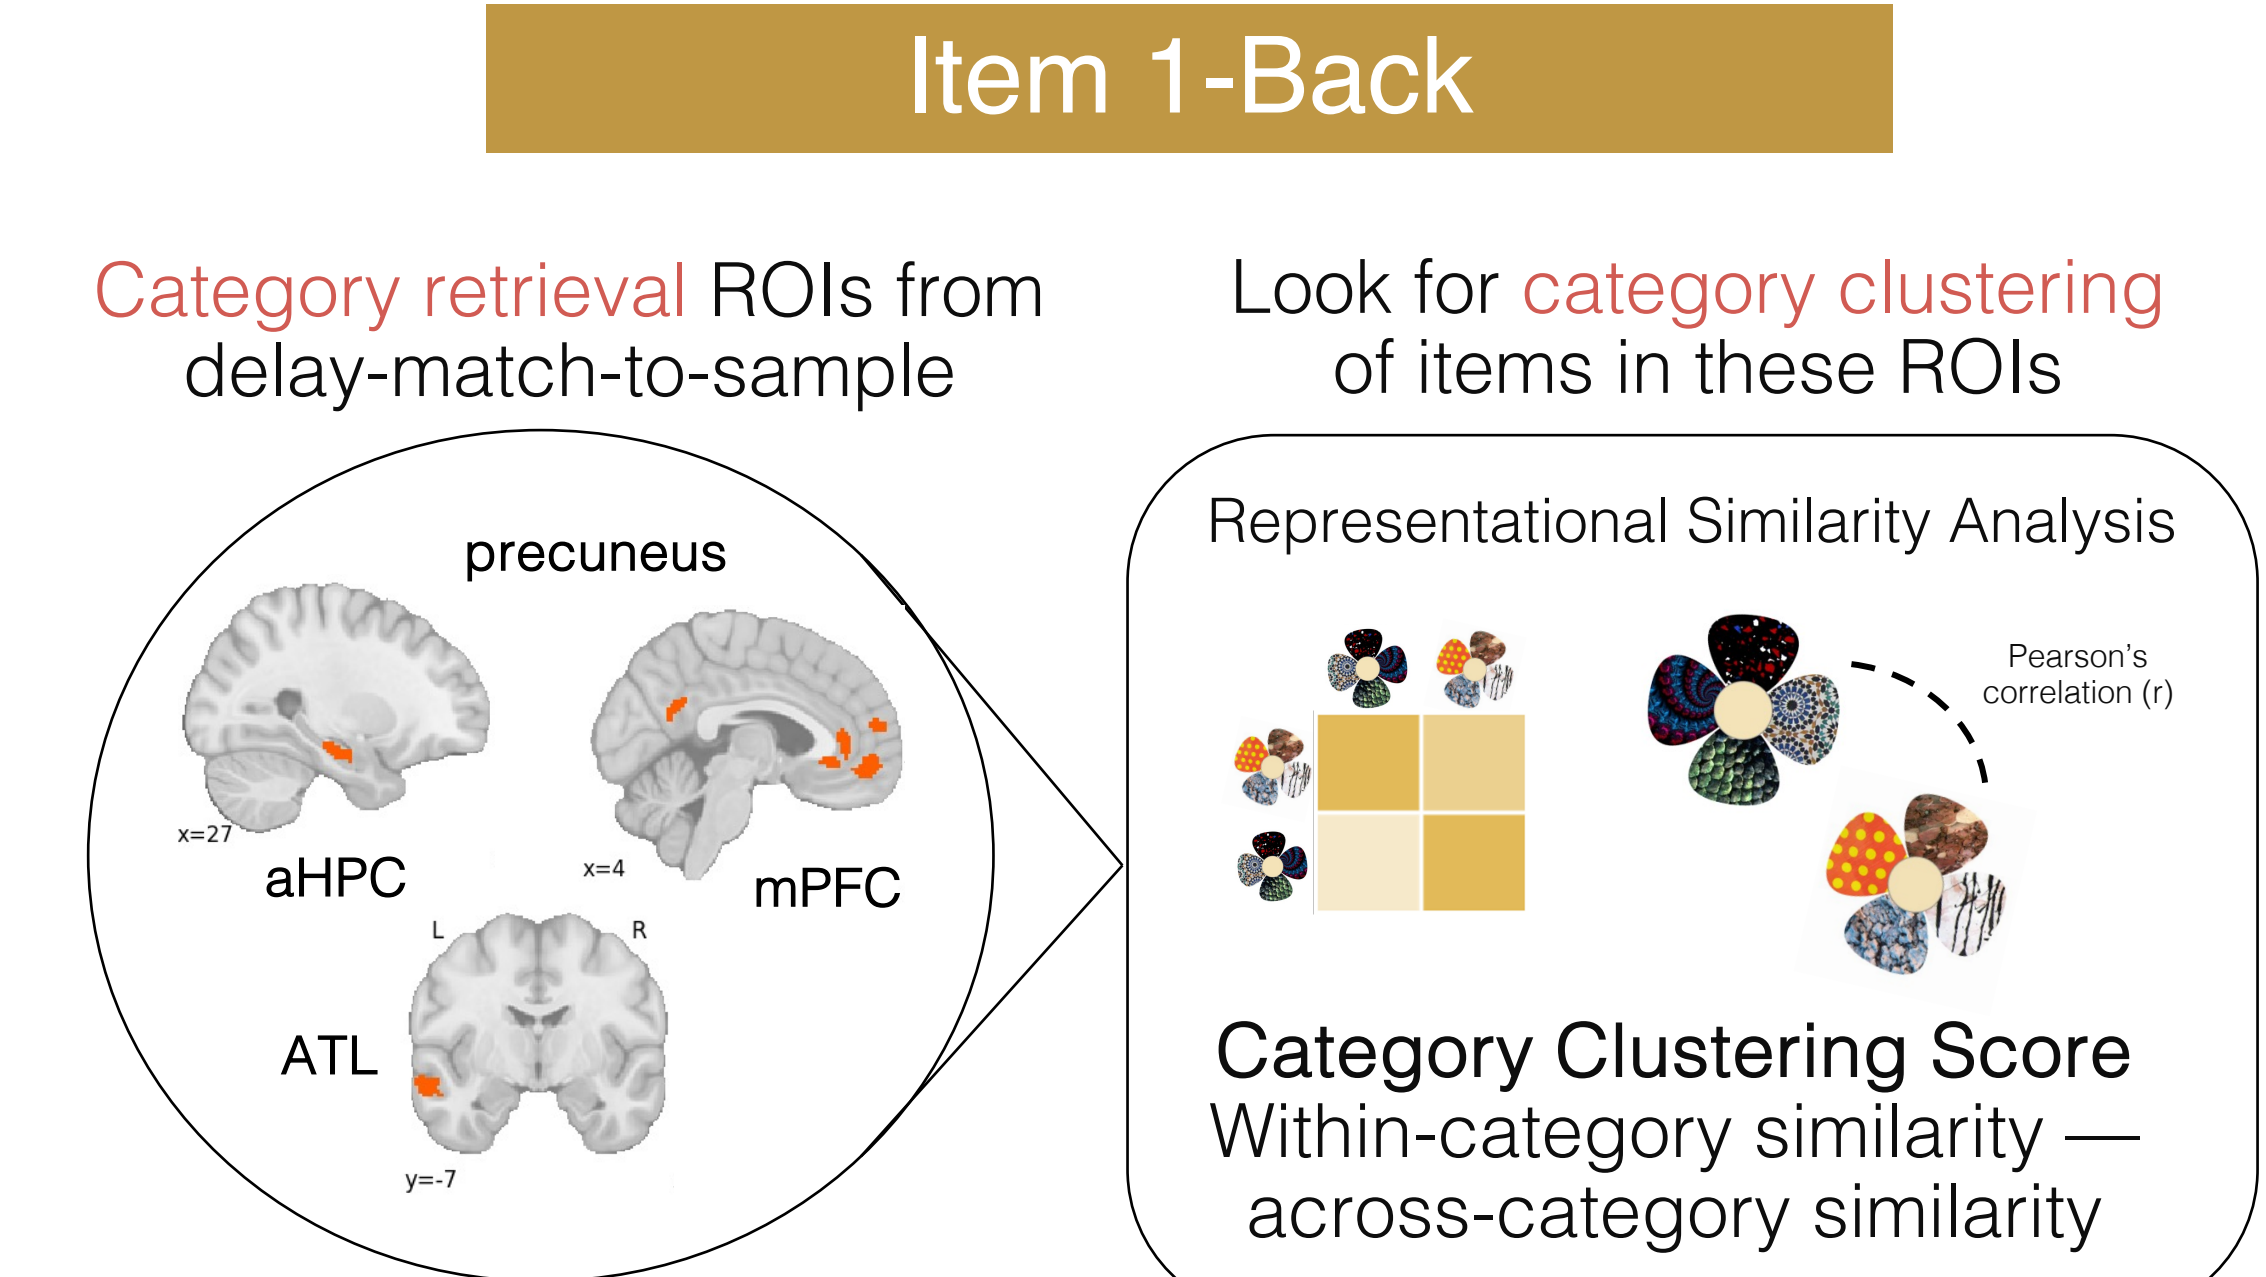 Item 1-Back
Category retrieval ROIs from
delay-match-to-sample
precuneus
x=27
aHPC
x=4
mPFC
L
R
ATL
y=-7
Look for category clustering
of items in these ROIs
Representational Similarity Analysis
Pearson's
correlation (r)
Category Clustering Score
Within-category similarity —
across-category similarity